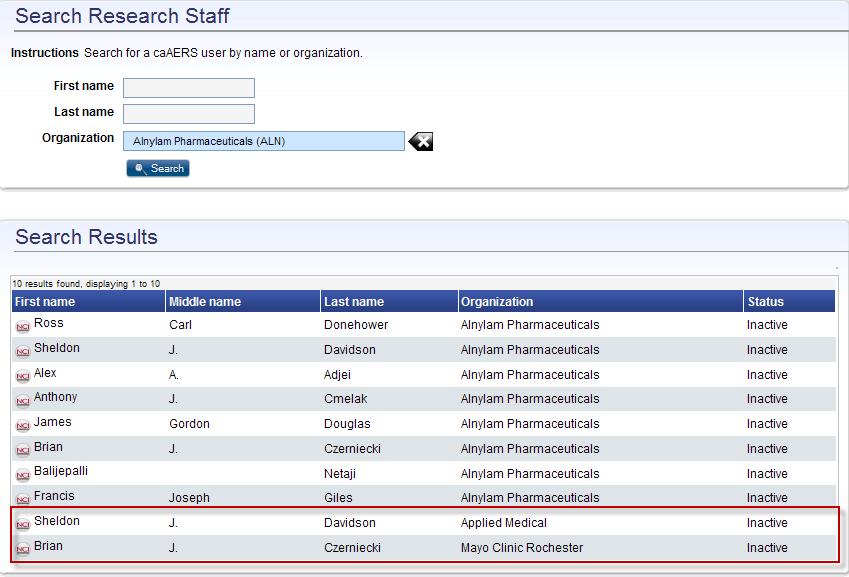 Search Research Staff
Instructions Search for a caAERS user by name or organization.
First name
Last name
Organization Alnylam Pharmaceuticals (ALN)
Search
Search Results
10 results found, displaying 1 to 10
First name Middle name Last name Organization Status
NCI Ross Carl Donehower Alnylam Pharmaceuticals Inactive
NCI Sheldon J. Davidson Alnylam Pharmaceuticals Inactive
NCI Alex A. Adjei Alnylam Pharmaceuticals Inactive
NCI Anthony J. Cmelak Alnylam Pharmaceuticals Inactive
NCI James Gordon Douglas Alnylam Pharmaceuticals Inactive
NCI Brian J. Czerniecki Alnylam Pharmaceuticals Inactive
NCI Balijepalli Netaji Alnylam Pharmaceuticals Inactive
NCI Francis Joseph Giles Alnylam Pharmaceuticals Inactive
NCI Sheldon J. Davidson Applied Medical Inactive
NCI Brian J. Czerniecki Mayo Clinic Rochester Inactive